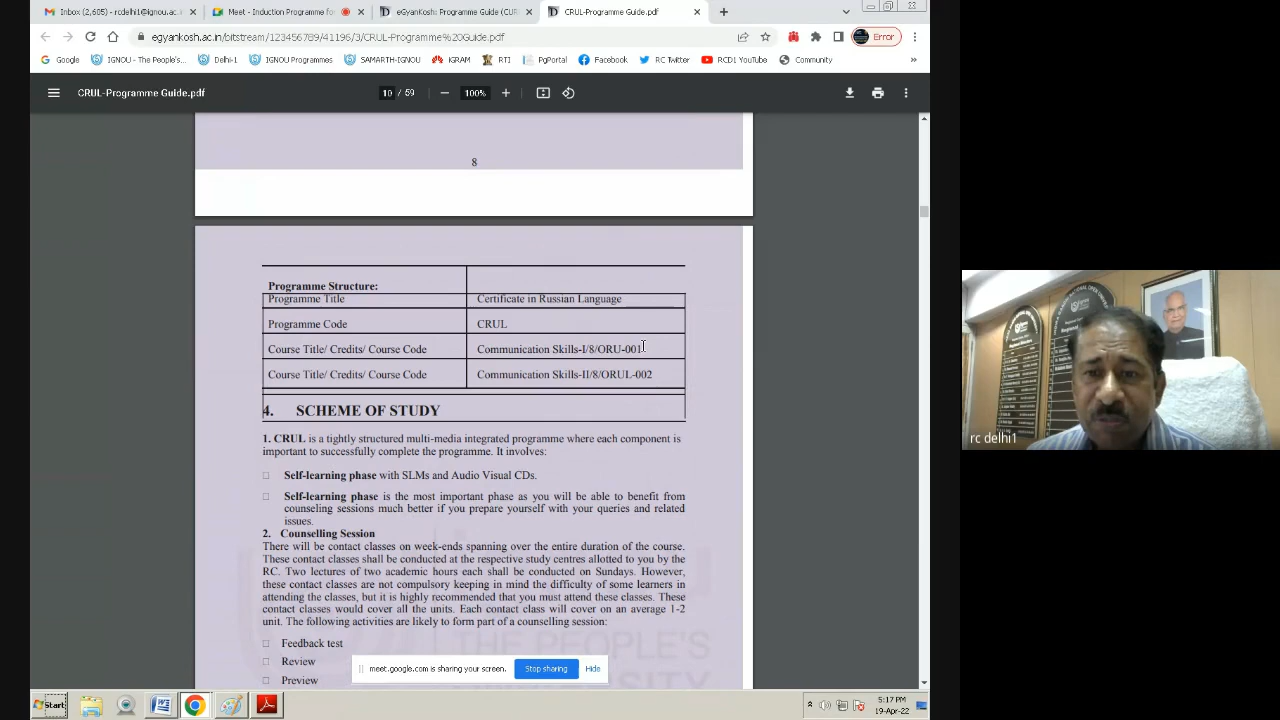 Inbox (2,605) - rcdelhi1@ignou.ac.in
Meet - Induction Programme fo
eGyanKosh: Programme Guide (CUR
CRUL-Programme Guide.pdf
egyankosh.ac.in/bitstream/123456789/41196/3/CRUL-Programme%20Guide.pdf
Error
Google
IGNOU - The People's...
Delhi-1
IGNOU Programmes
SAMARTH-IGNOU
IGRAM
RTI
PgPortal
Facebook
RC Twitter
RCD1 YouTube
Community
»
CRUL-Programme Guide.pdf
10 / 59
100%
8
Programme Structure:
Programme Title Certificate in Russian Language
Programme Code CRUL
Course Title/ Credits/ Course Code Communication Skills-I/8/ORU-001
Course Title/ Credits/ Course Code Communication Skills-II/8/ORUL-002
4. SCHEME OF STUDY
1. CRUL is a tightly structured multi-media integrated programme where each component is
important to successfully complete the programme. It involves:
Self-learning phase with SLMs and Audio Visual CDs.
Self-learning phase is the most important phase as you will be able to benefit from
counseling sessions much better if you prepare yourself with your queries and related
issues.
2. Counselling Session
There will be contact classes on week-ends spanning over the entire duration of the course.
These contact classes shall be conducted at the respective study centres allotted to you by the
RC. Two lectures of two academic hours each shall be conducted on Sundays. However,
these contact classes are not compulsory keeping in mind the difficulty of some learners in
attending the classes, but it is highly recommended that you must attend these classes. These
contact classes would cover all the units. Each contact class will cover on an average 1-2
unit. The following activities are likely to form part of a counselling session:
Feedback test
Review
Preview
THE PEOPLE'S
UNIVERSITY
meet.google.com is sharing your screen.
Stop sharing
Hide
Start
5:17 PM
19-Apr-22
rc delhi1